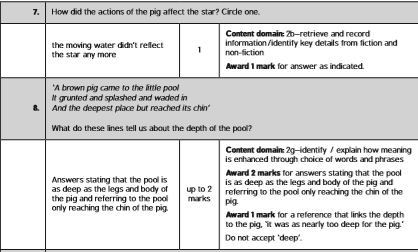 7. How did the actions of the pig affect the star? Circle one.
the moving water didn't reflect
the star any more
1
Content domain: 2b–retrieve and record
information/identify key details from fiction and
non-fiction
Award 1 mark for answer as indicated.
8. 'A brown pig came to the little pool
It grunted and splashed and waded in
And the deepest place but reached its chin'
What do these lines tell us about the depth of the pool?
Answers stating that the pool is
as deep as the legs and body of
the pig and referring to the pool
only reaching the chin of the pig.
up to 2
marks
Content domain: 2g–identify / explain how meaning
is enhanced through choice of words and phrases
Award 2 marks for answers stating that the pool
is as deep as the legs and body of the pig and
referring to the pool only reaching the chin of the
pig.
Award 1 mark for a reference that links the depth
to the pig, 'it was as nearly too deep for the pig.'
Do not accept 'deep'.